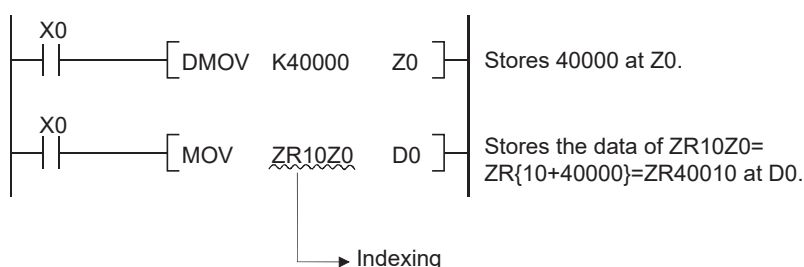 X0
DMOV K40000 Z0
Stores 40000 at Z0.
X0
MOV ZR10Z0 D0
Stores the data of ZR10Z0=
ZR{10+40000}=ZR40010 at D0.
Indexing